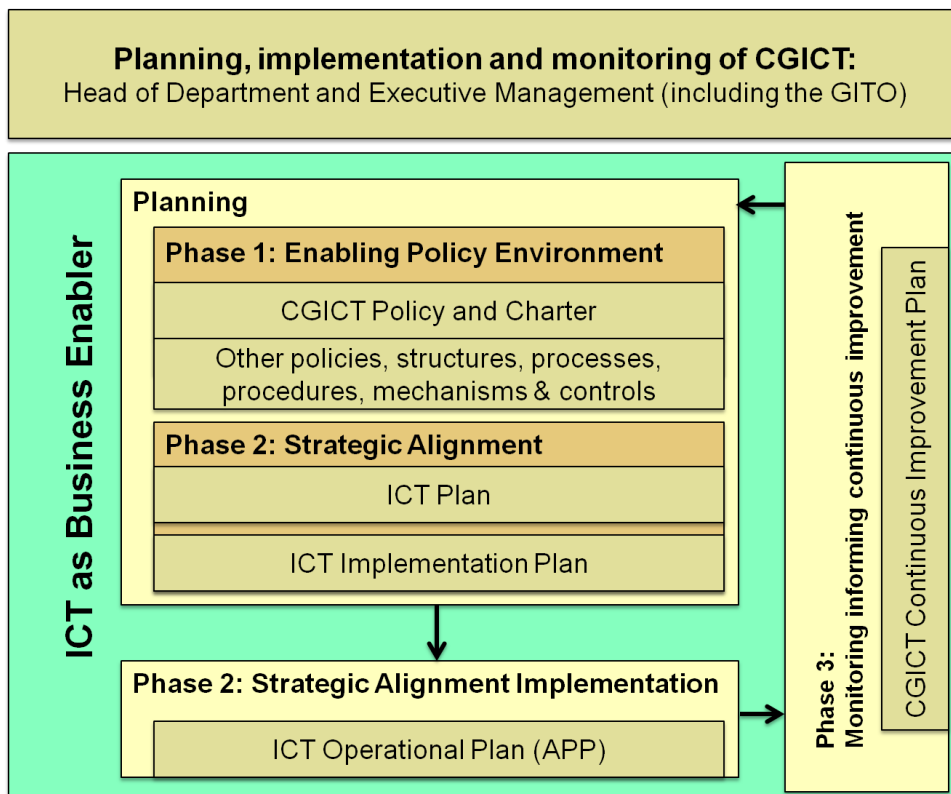 Planning, implementation and monitoring of CGICT:
Head of Department and Executive Management (including the GITO)
ICT as Business Enabler
Planning
Phase 1: Enabling Policy Environment
CGICT Policy and Charter
Other policies, structures, processes,
procedures, mechanisms & controls
Phase 2: Strategic Alignment
ICT Plan
ICT Implementation Plan
Phase 2: Strategic Alignment Implementation
ICT Operational Plan (APP)
Phase 3:
Monitoring informing continuous improvement
CGICT Continuous Improvement Plan